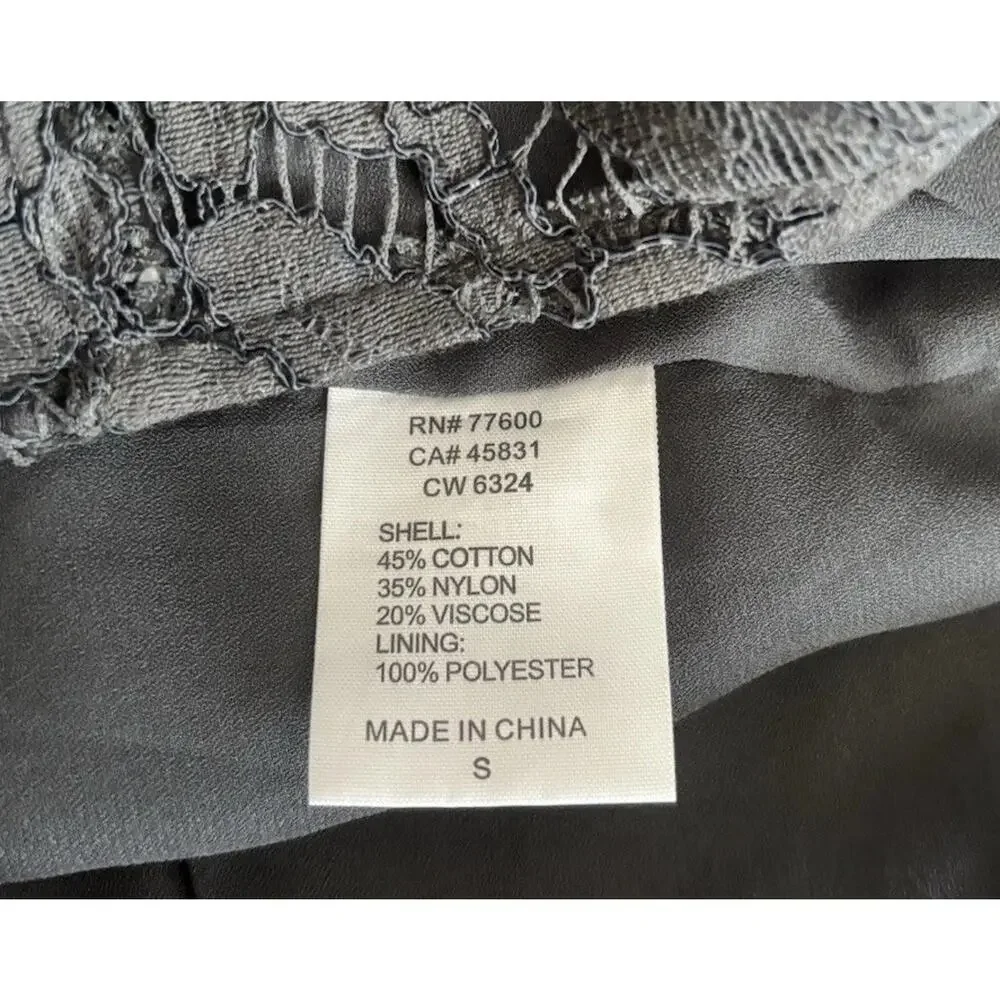 RN# 77600
CA# 45831
CW 6324
SHELL:
45% COTTON
35% NYLON
20% VISCOSE
LINING:
100% POLYESTER
MADE IN CHINA
S